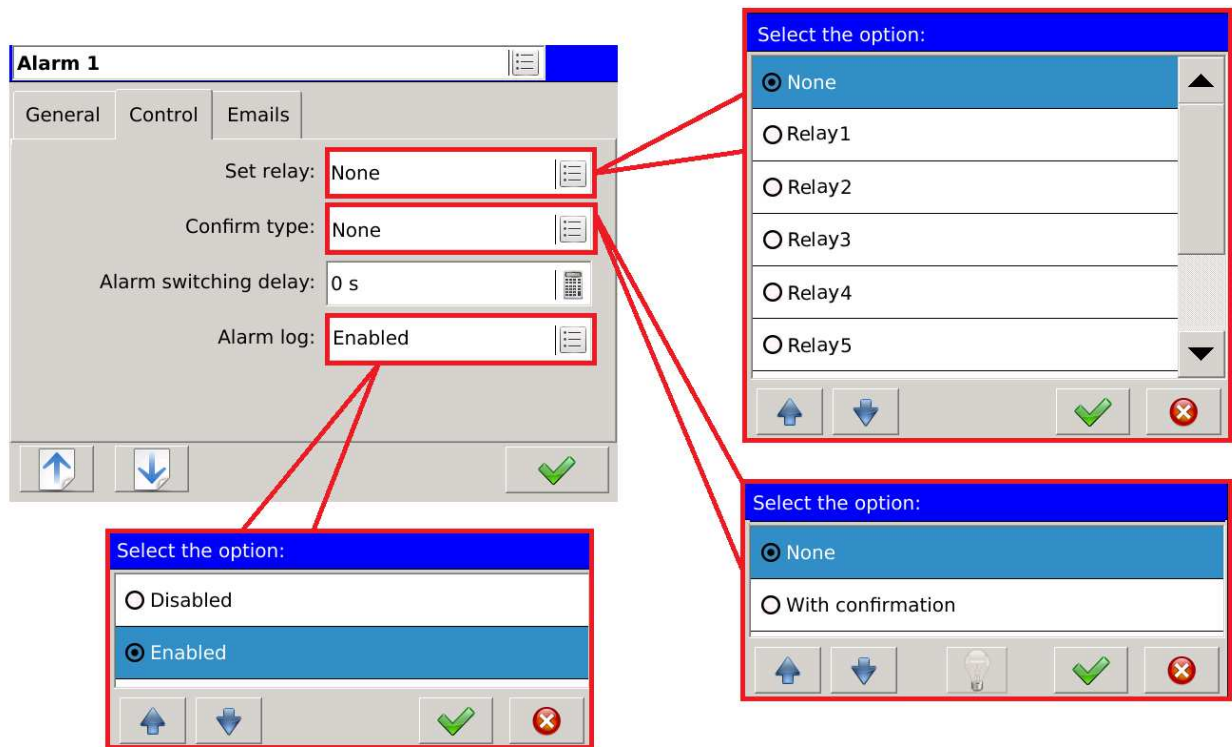 Alarm 1
General Control Emails
Set relay: None
Confirm type: None
Alarm switching delay: 0 s
Alarm log: Enabled
Select the option:
None
Relay1
Relay2
Relay3
Relay4
Relay5
Select the option:
None
With confirmation
Select the option:
Disabled
Enabled